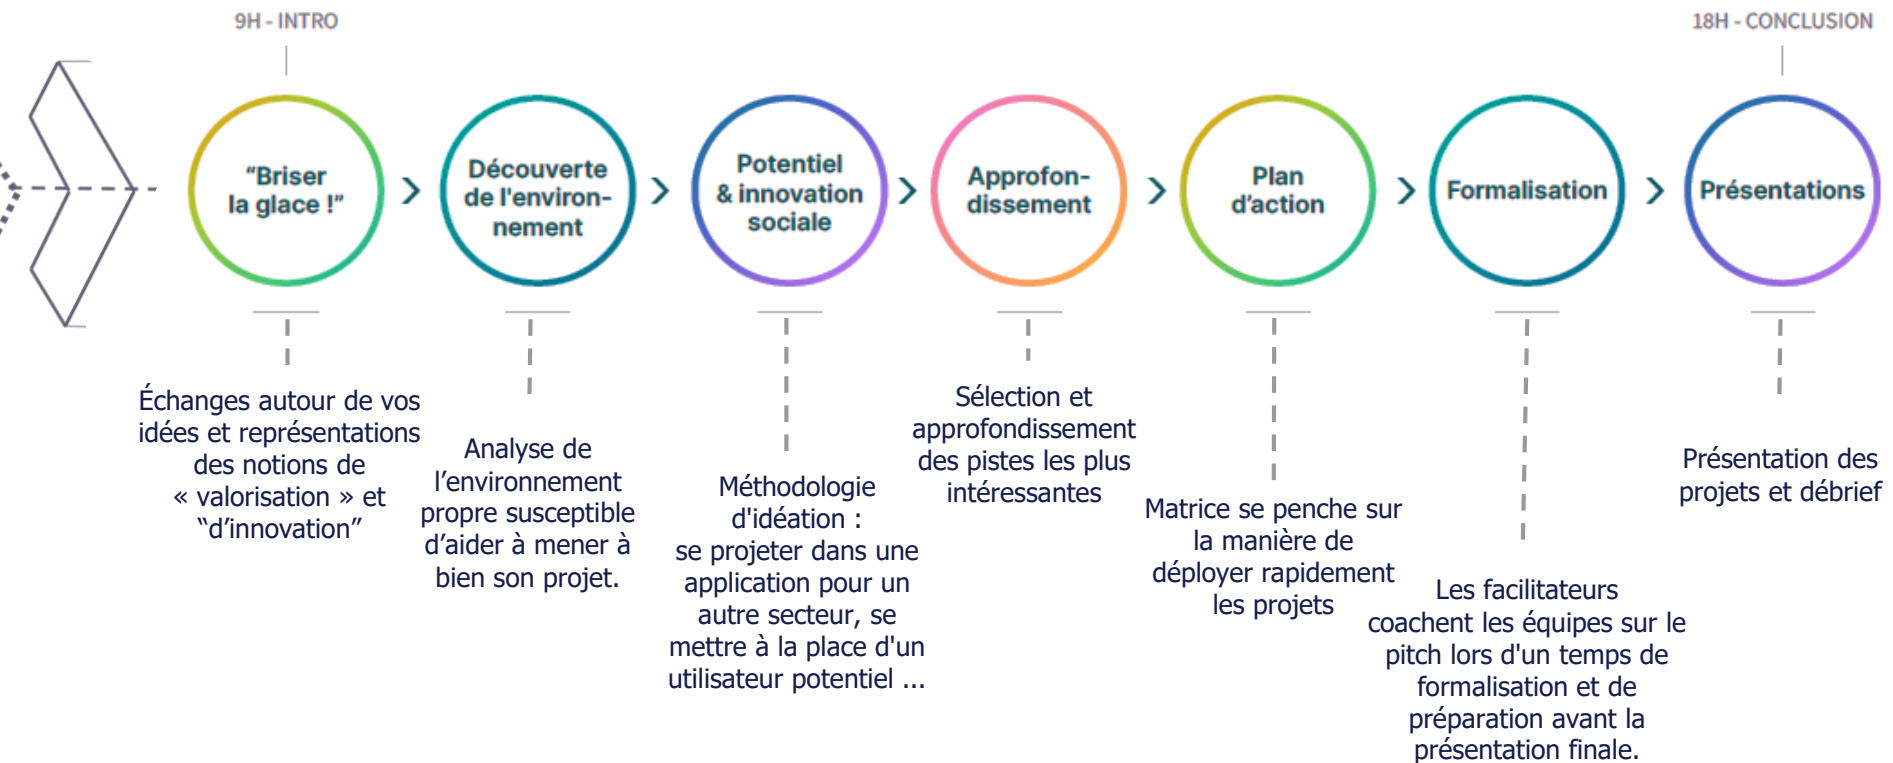 9H - INTRO
18H - CONCLUSION
“Briser
la glace !”
Découverte
de l'environ-
nement
Potentiel
& innovation
sociale
Approfon-
dissement
Plan
d’action
Formalisation
Présentations
Échanges autour de vos
idées et représentations
des notions de
« valorisation » et
“d’innovation”
Analyse de
l’environnement
propre susceptible
d’aider à mener à
bien son projet.
Méthodologie
d'idéation :
se projeter dans une
application pour un
autre secteur, se
mettre à la place d'un
utilisateur potentiel ...
Sélection et
approfondissement
des pistes les plus
intéressantes
Matrice se penche sur
la manière de
déployer rapidement
les projets
Les facilitateurs
coachent les équipes sur le
pitch lors d'un temps de
formalisation et de
préparation avant la
présentation finale.
Présentation des
projets et débrief